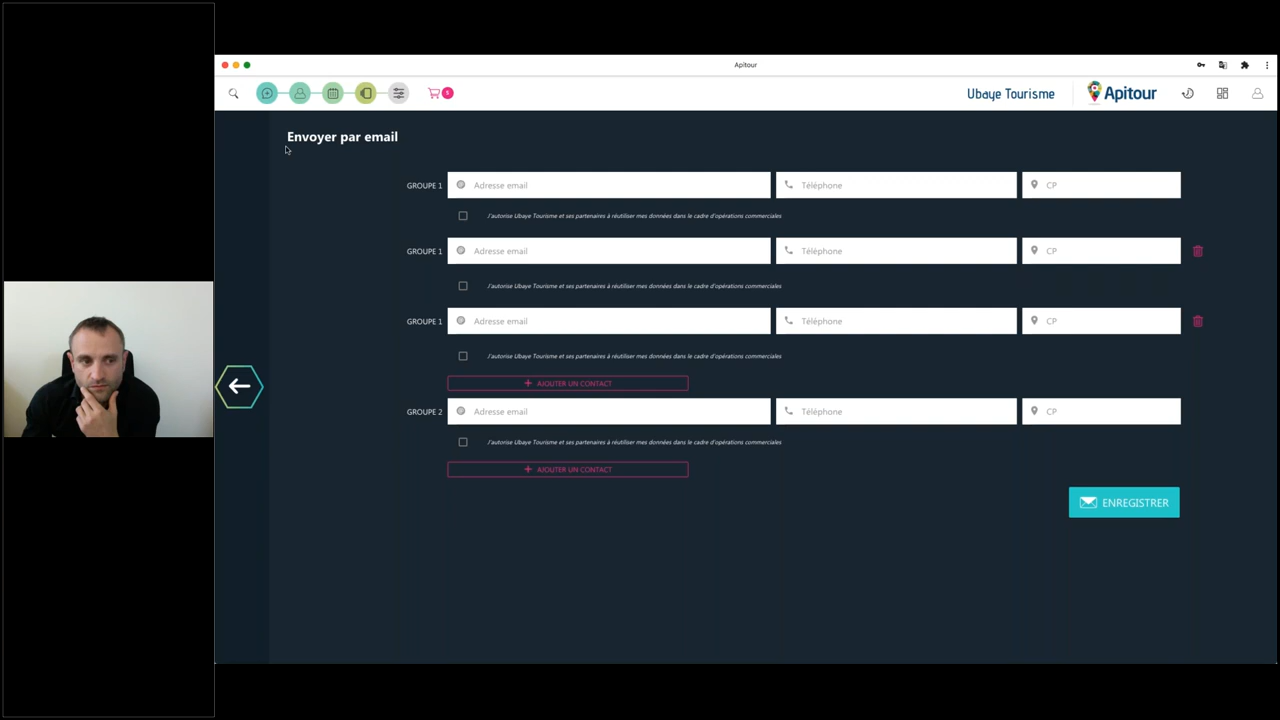 Apitour
5
Ubaye Tourisme
Apitour
Envoyer par email
GROUPE 1 Adresse email Téléphone CP
J'autorise Ubaye Tourisme et ses partenaires à réutiliser mes données dans le cadre d'opérations commerciales
GROUPE 1 Adresse email Téléphone CP
J'autorise Ubaye Tourisme et ses partenaires à réutiliser mes données dans le cadre d'opérations commerciales
GROUPE 1 Adresse email Téléphone CP
J'autorise Ubaye Tourisme et ses partenaires à réutiliser mes données dans le cadre d'opérations commerciales
+ AJOUTER UN CONTACT
GROUPE 2 Adresse email Téléphone CP
J'autorise Ubaye Tourisme et ses partenaires à réutiliser mes données dans le cadre d'opérations commerciales
+ AJOUTER UN CONTACT
ENREGISTRER